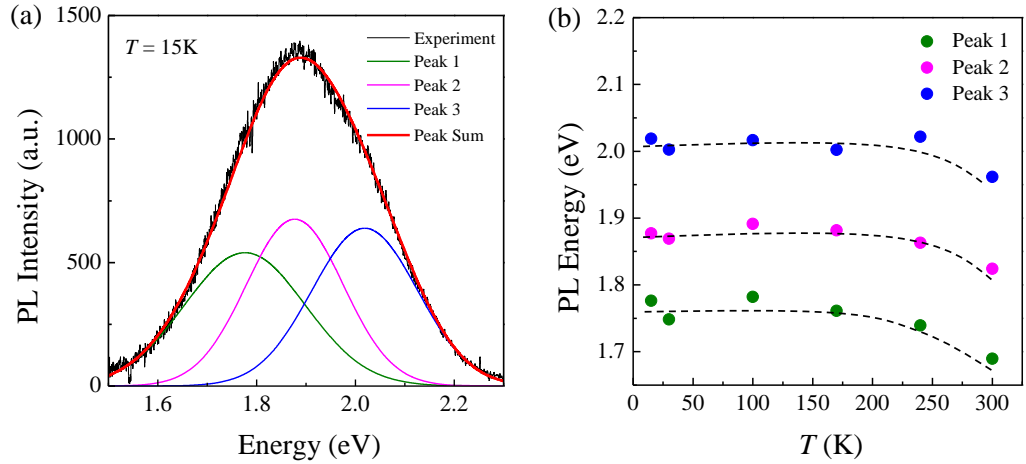 (a)
T = 15K
Experiment
Peak 1
Peak 2
Peak 3
Peak Sum
1500
1000
500
0
PL Intensity (a.u.)
1.6 1.8 2.0 2.2
Energy (eV)
(b)
Peak 1
Peak 2
Peak 3
2.2
2.1
2.0
1.9
1.8
1.7
PL Energy (eV)
0 50 100 150 200 250 300
T (K)